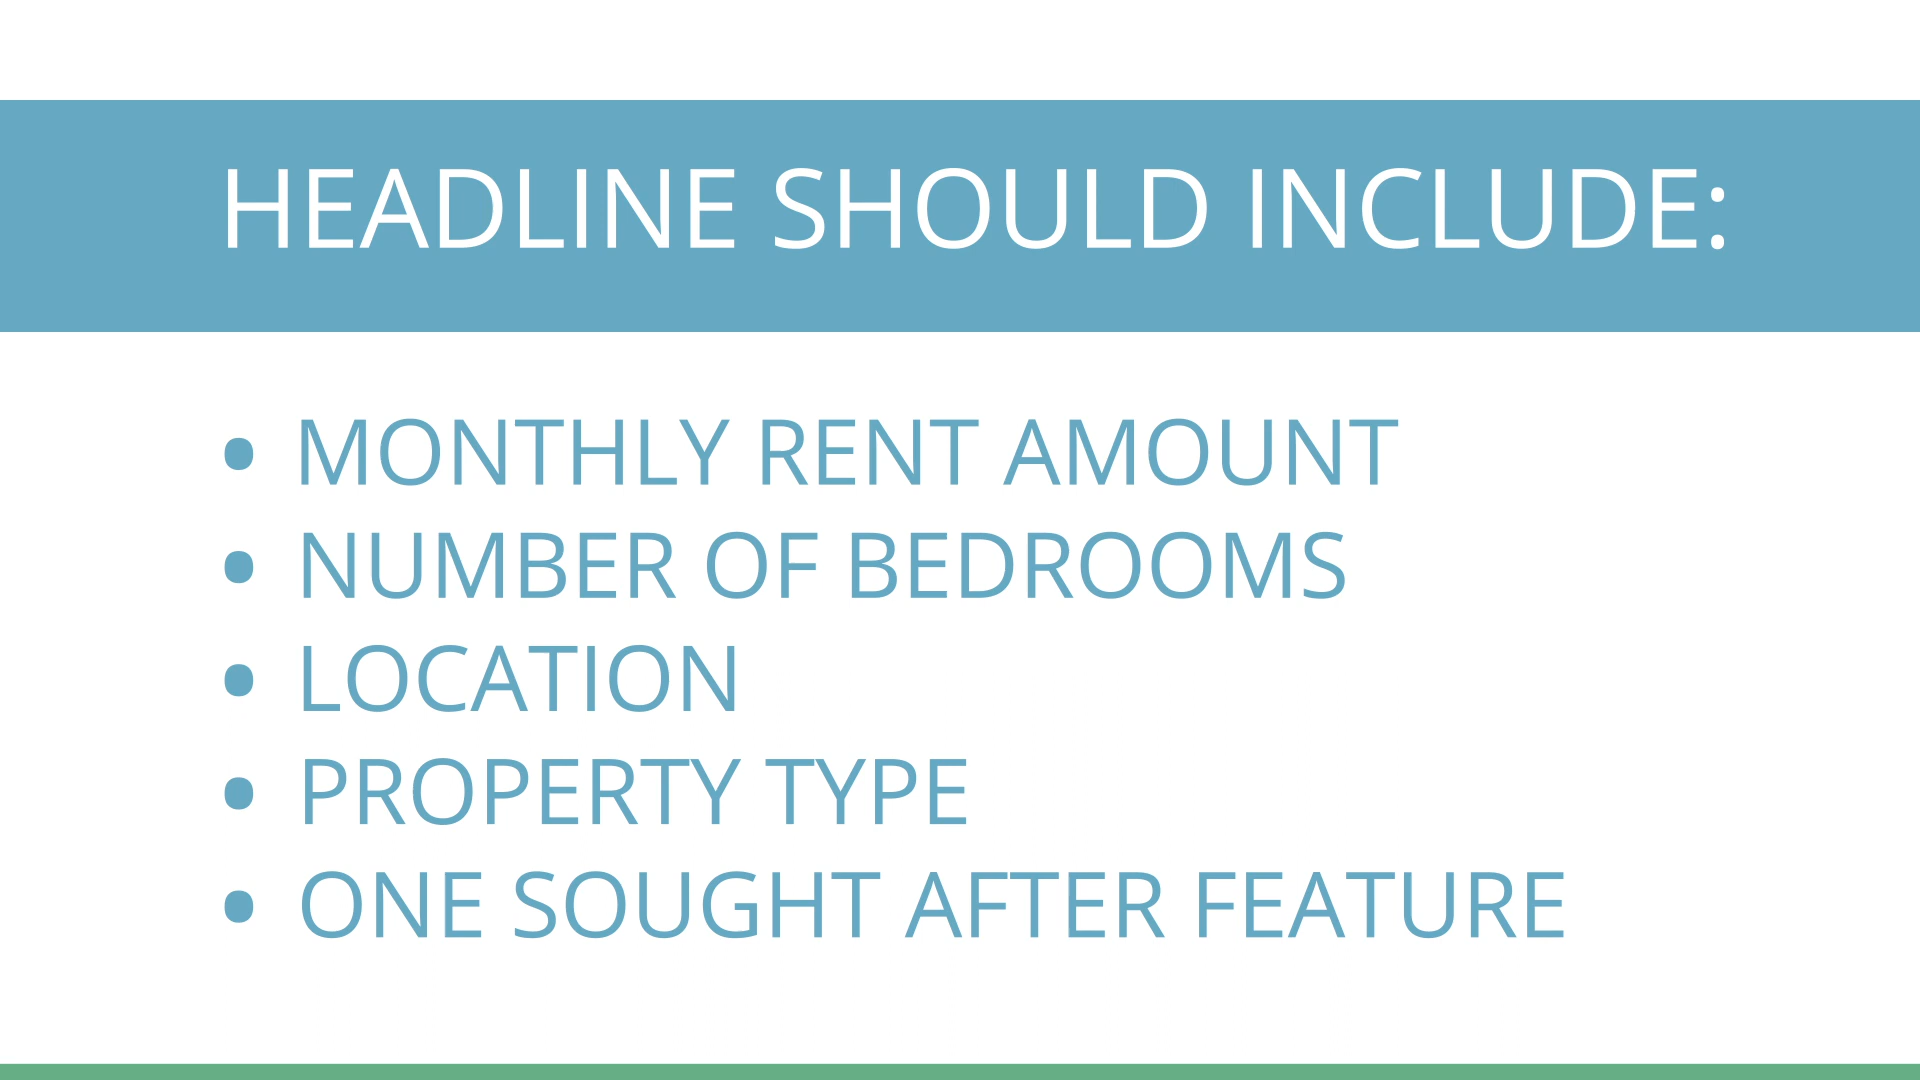 HEADLINE SHOULD INCLUDE:
• MONTHLY RENT AMOUNT
• NUMBER OF BEDROOMS
• LOCATION
• PROPERTY TYPE
• ONE SOUGHT AFTER FEATURE